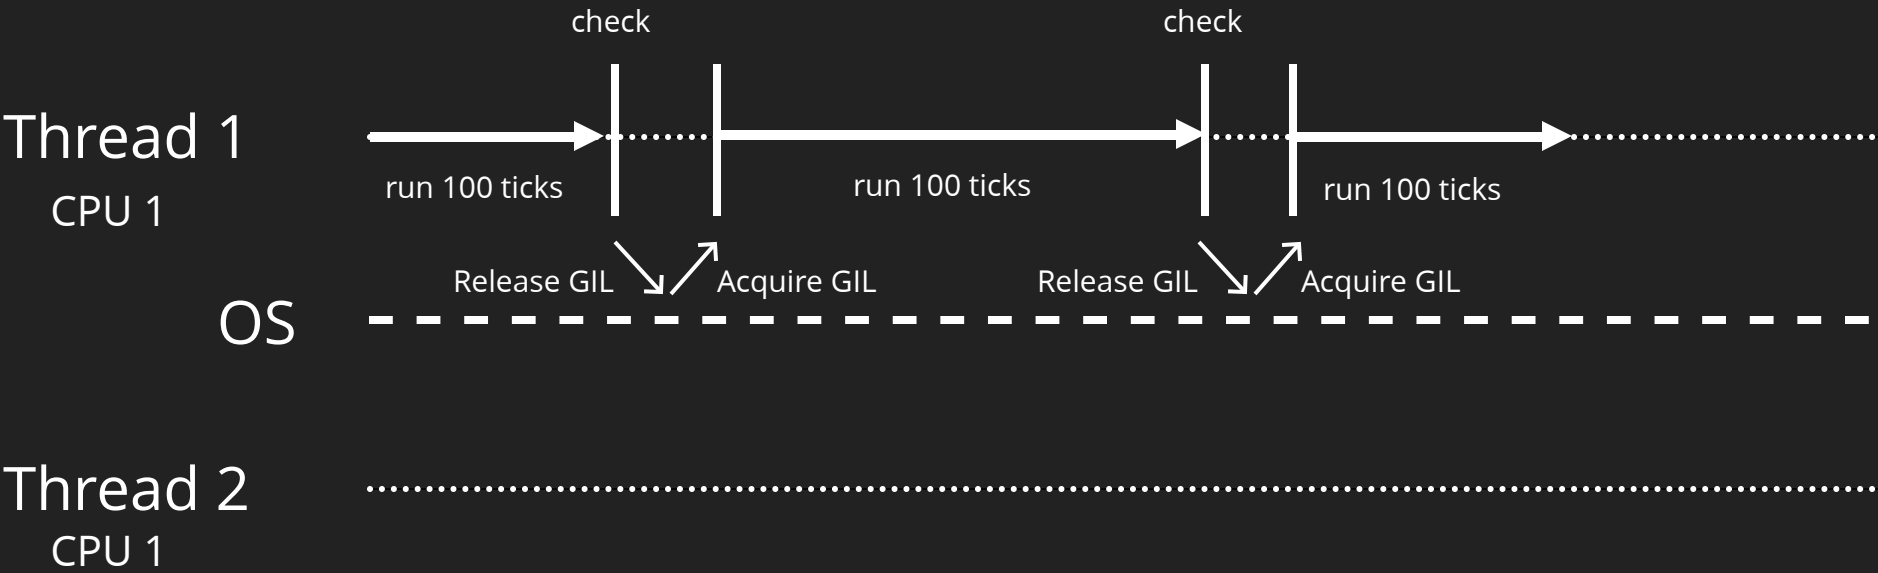 check
check
Thread 1
run 100 ticks
run 100 ticks
run 100 ticks
CPU 1
Release GIL
Acquire GIL
Release GIL
Acquire GIL
OS
Thread 2
CPU 1